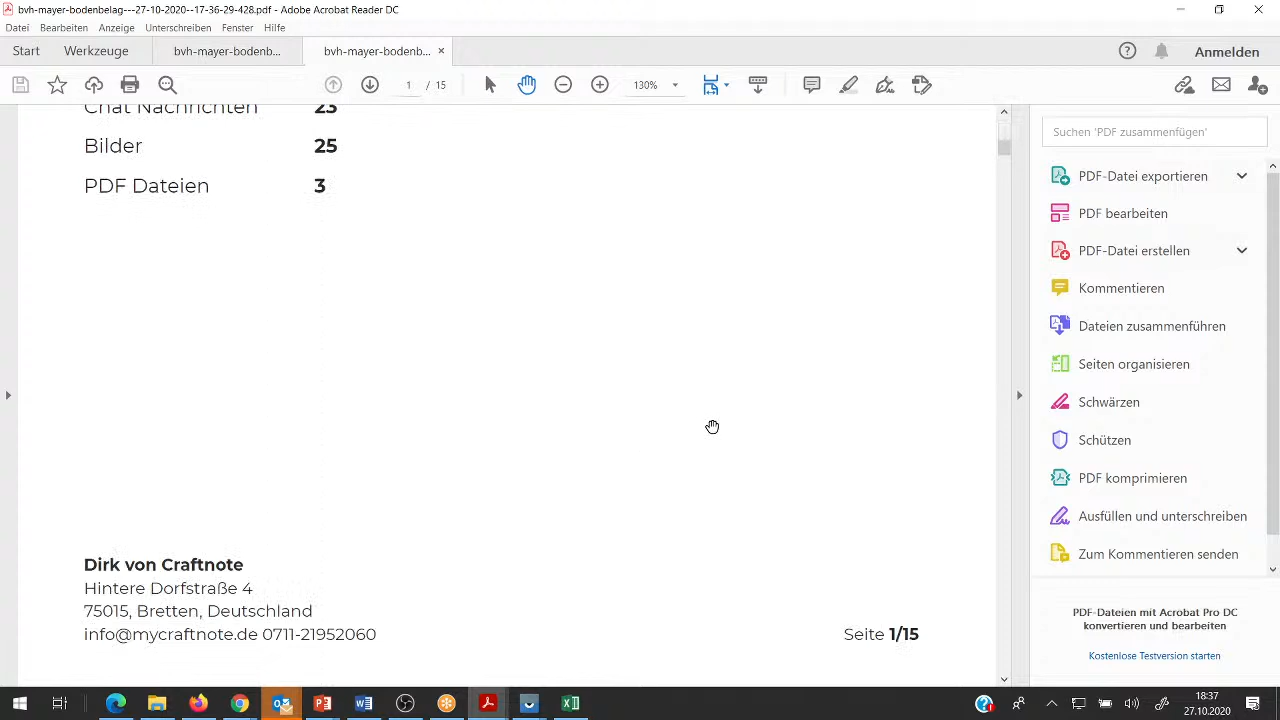 bvh-mayer-bodenbelag---27-10-2020--17-36-29-428.pdf - Adobe Acrobat Reader DC
Datei Bearbeiten Anzeige Unterschreiben Fenster Hilfe
Start Werkzeuge bvh-mayer-bodenb... bvh-mayer-bodenb... × Anmelden
1 / 15 130%
Chat Nachrichten 23
Bilder 25
PDF Dateien 3
Dirk von Craftnote
Hintere Dorfstraße 4
75015, Bretten, Deutschland
info@mycraftnote.de 0711-21952060
Seite 1/15
Suchen 'PDF zusammenfügen'
PDF-Datei exportieren
PDF bearbeiten
PDF-Datei erstellen
Kommentieren
Dateien zusammenführen
Seiten organisieren
Schwärzen
Schützen
PDF komprimieren
Ausfüllen und unterschreiben
Zum Kommentieren senden
PDF-Dateien mit Acrobat Pro DC
konvertieren und bearbeiten
Kostenlose Testversion starten
18:37
27.10.2020